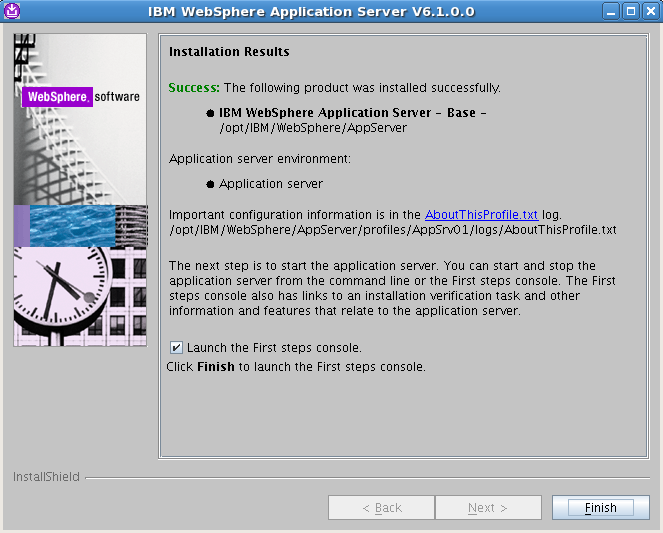 IBM WebSphere Application Server V6.1.0.0
WebSphere. software
Installation Results
Success: The following product was installed successfully.
● IBM WebSphere Application Server - Base -
/opt/IBM/WebSphere/AppServer
Application server environment:
● Application server
Important configuration information is in the AboutThisProfile.txt log.
/opt/IBM/WebSphere/AppServer/profiles/AppSrv01/logs/AboutThisProfile.txt
The next step is to start the application server. You can start and stop the
application server from the command line or the First steps console. The First
steps console also has links to an installation verification task and other
information and features that relate to the application server.
Launch the First steps console.
Click Finish to launch the First steps console.
InstallShield
< Back Next > Finish